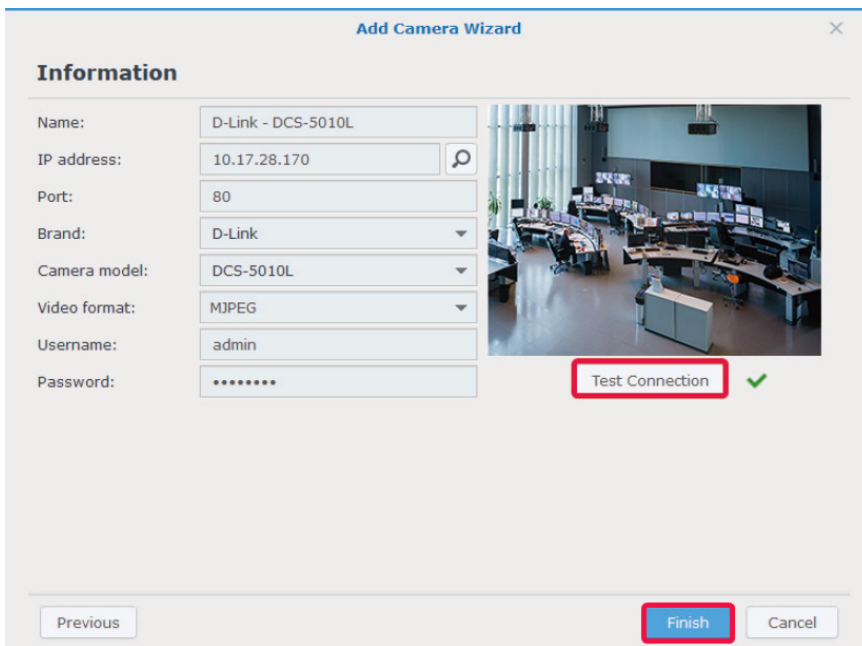 Add Camera Wizard
Information
Name: D-Link - DCS-5010L
IP address: 10.17.28.170
Port: 80
Brand: D-Link
Camera model: DCS-5010L
Video format: MJPEG
Username: admin
Password: ••••••••
Test Connection
Previous Finish Cancel